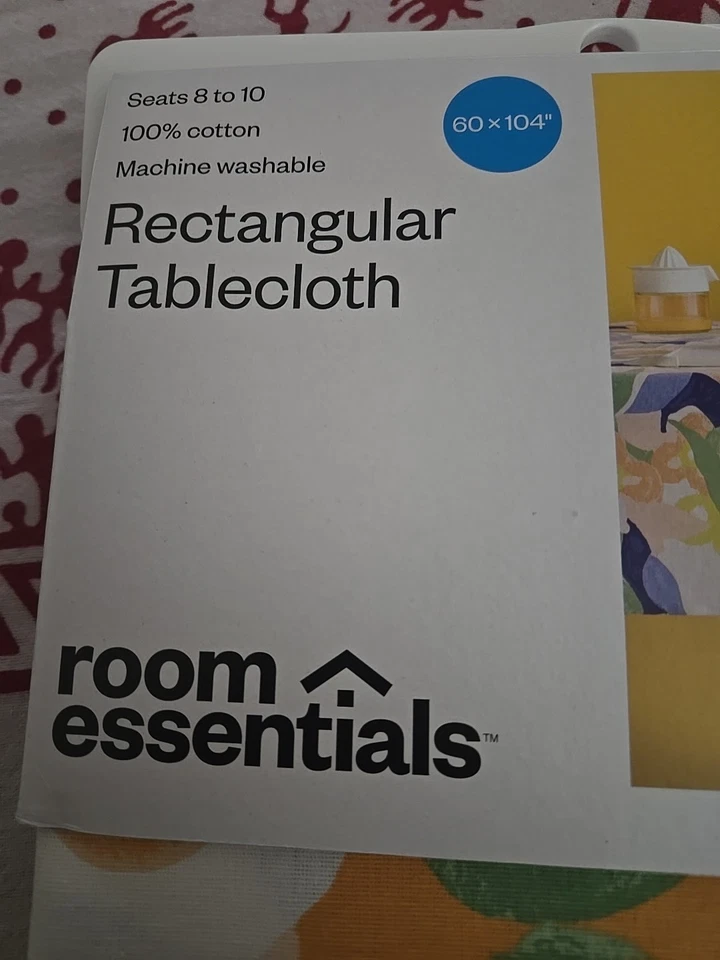 Seats 8 to 10
100% cotton
Machine washable
60 × 104"
Rectangular
Tablecloth
room
essentials™